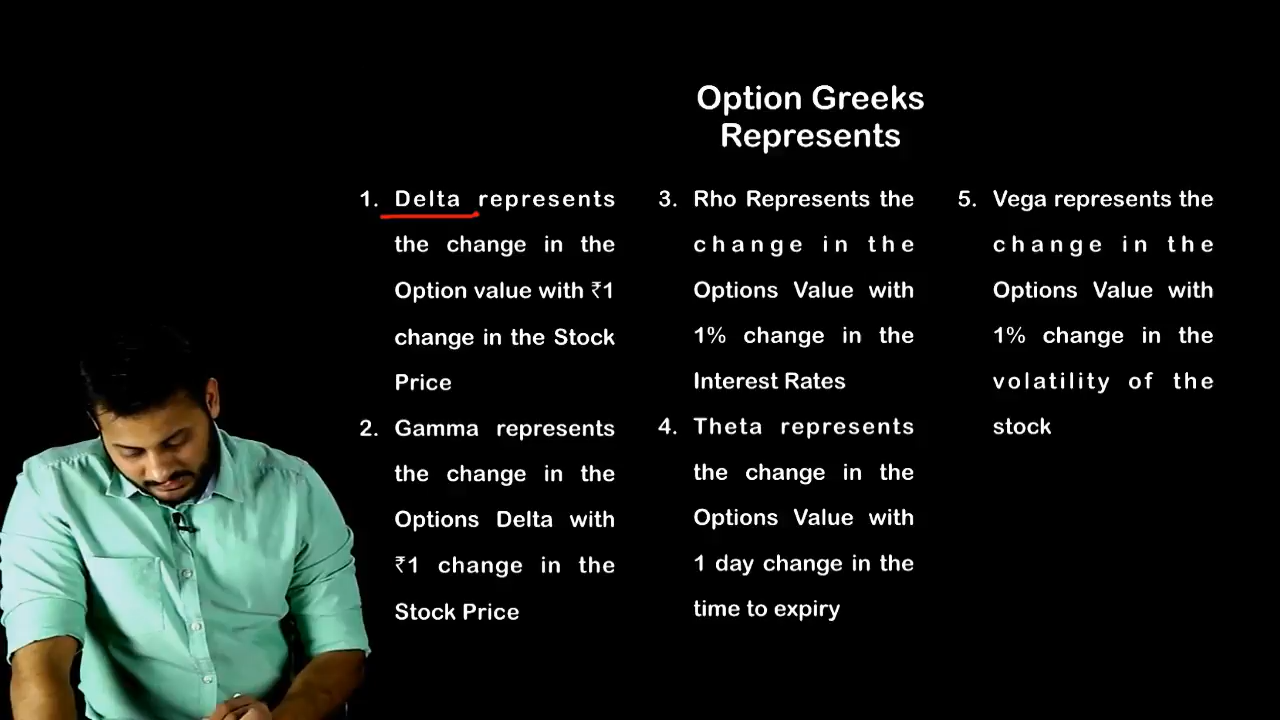 Option Greeks
Represents
1. Delta represents
the change in the
Option value with ₹1
change in the Stock
Price
2. Gamma represents
the change in the
Options Delta with
₹1 change in the
Stock Price
3. Rho Represents the
change in the
Options Value with
1% change in the
Interest Rates
4. Theta represents
the change in the
Options Value with
1 day change in the
time to expiry
5. Vega represents the
change in the
Options Value with
1% change in the
volatility of the
stock